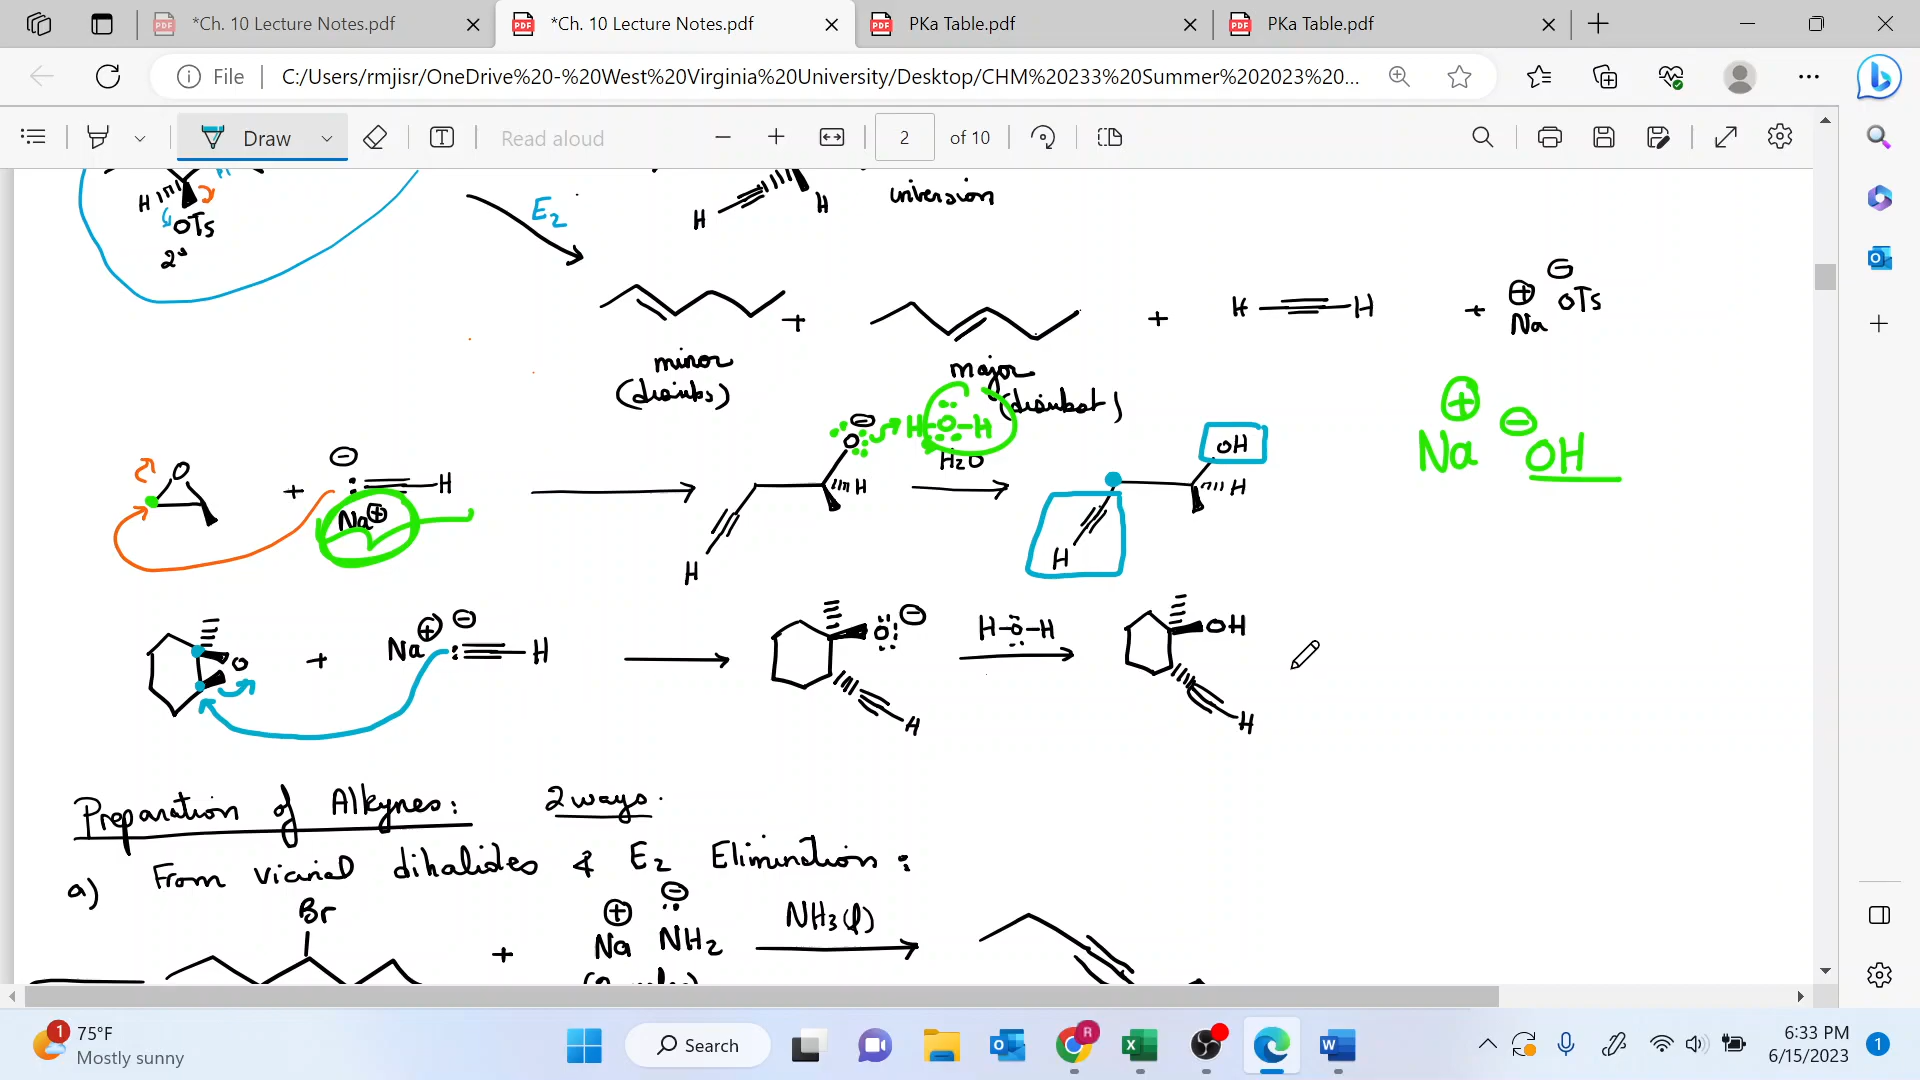 *Ch. 10 Lecture Notes.pdf
*Ch. 10 Lecture Notes.pdf
PKa Table.pdf
PKa Table.pdf
File
C:/Users/rmjisr/OneDrive%20-%20West%20Virginia%20University/Desktop/CHM%20233%20Summer%202023%20...
Draw
Read aloud
2
of 10
H
OTs
2°
E2
H
H
inversion
minor
+
major
+
H
H
+
⊕
Na
⊖
OTs
O
+
⊖
:
H
Na⊕
O
⊖
H-O-H
H2O
H
H
OH
H
H
Na
⊕
⊖
OH
O
+
Na
⊕
⊖
:
H
O
⊖
H
H-O-H
OH
H
Preparation of Alkynes:
2 ways.
a)
From vicinal dihalides & E2 Elimination:
Br
+
⊕
Na
⊖
NH2
NH3(l)
75°F
Mostly sunny
1
Search
6:33 PM
6/15/2023
1